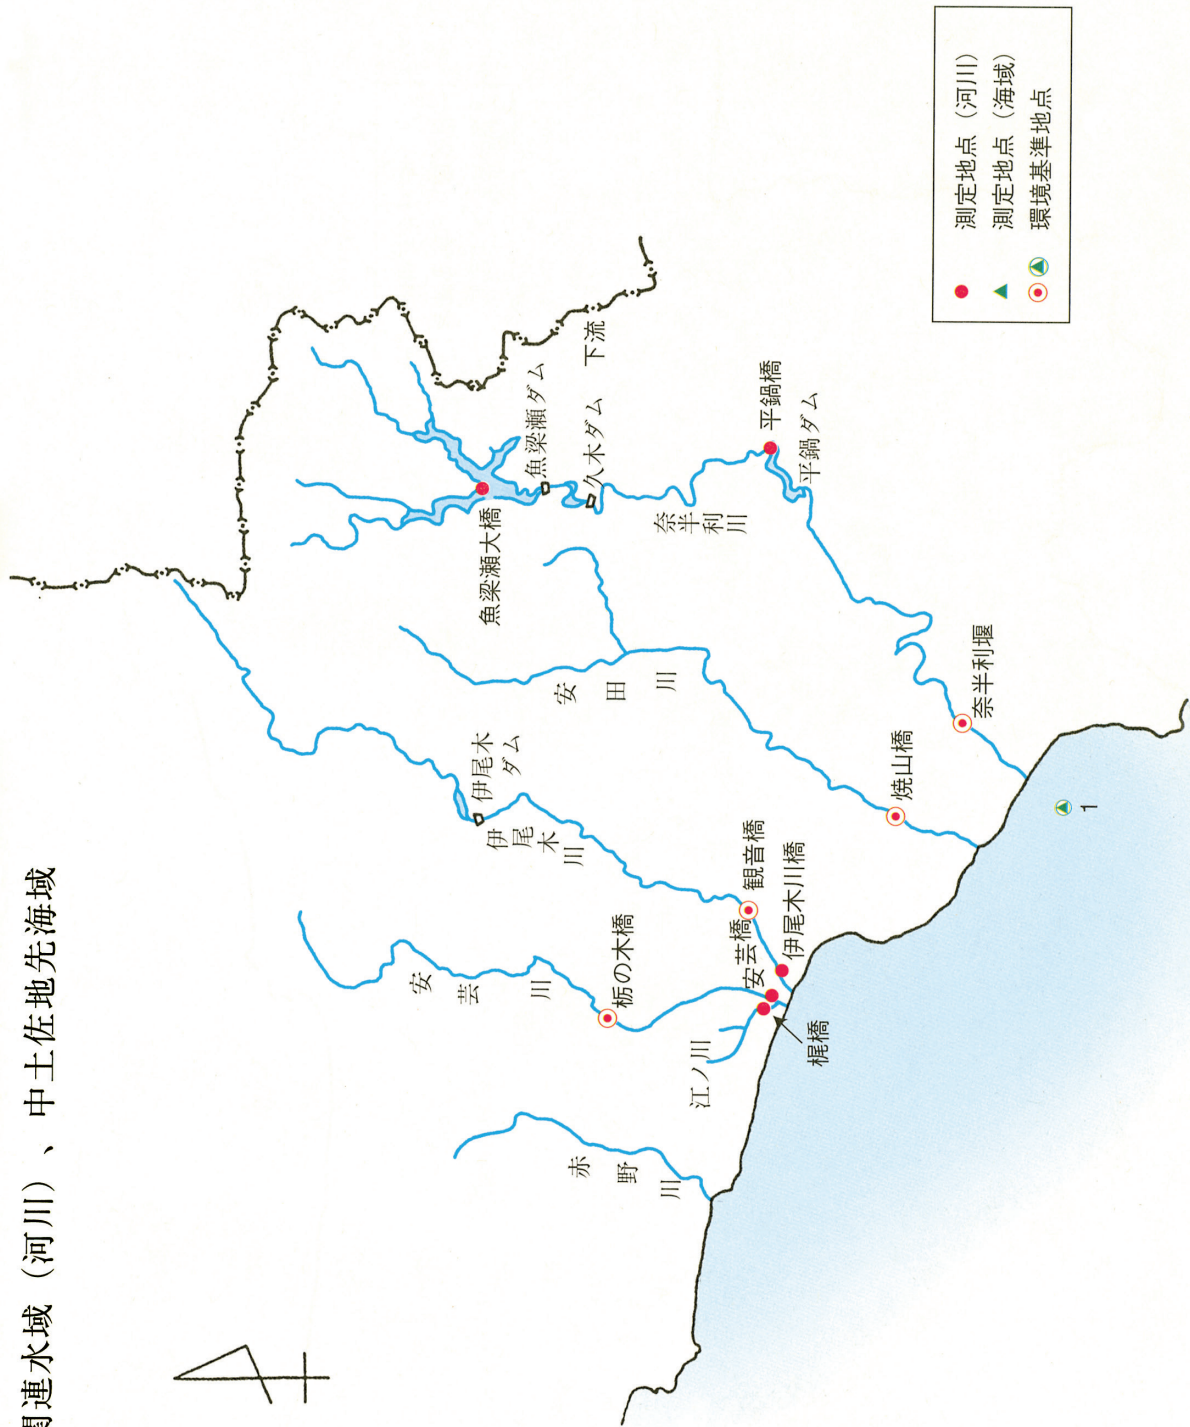 関連水域（河川）、中土佐地先海域
測定地点（河川）
測定地点（海域）
環境基準地点
魚梁瀬大橋
魚梁瀬ダム
久木ダム
下流
平鍋橋
平鍋ダム
奈半利川
奈半利堰
安田川
焼山橋
伊尾木
ダム
伊尾木川
観音橋
伊尾木川橋
安芸橋
栃の木橋
安芸川
江ノ川
梶橋
赤野川
1